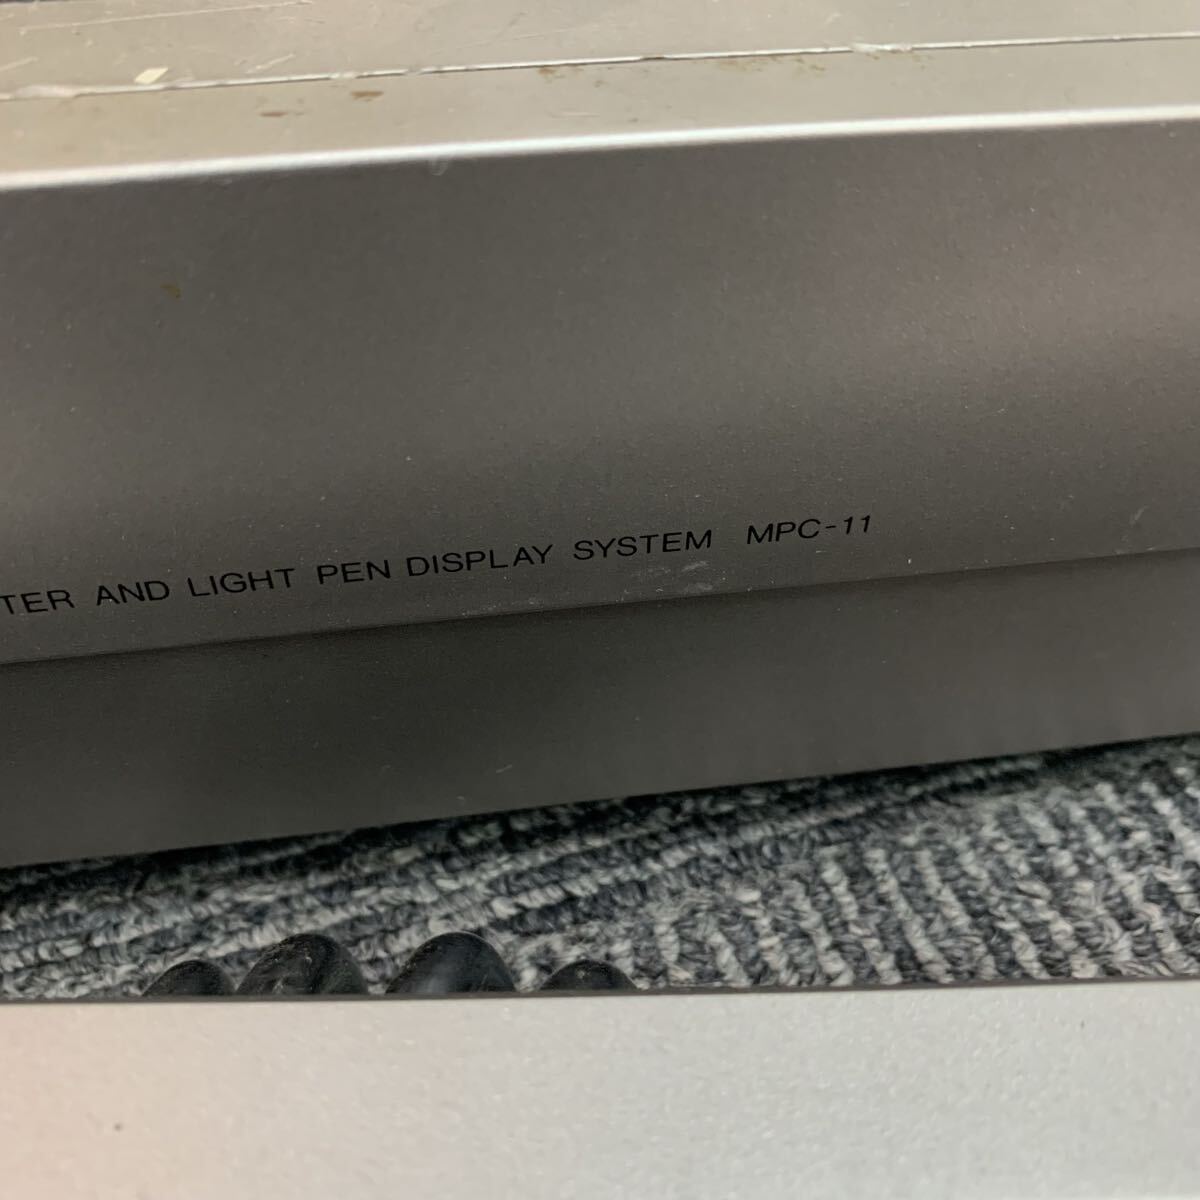 TER AND LIGHT PEN DISPLAY SYSTEM MPC-11